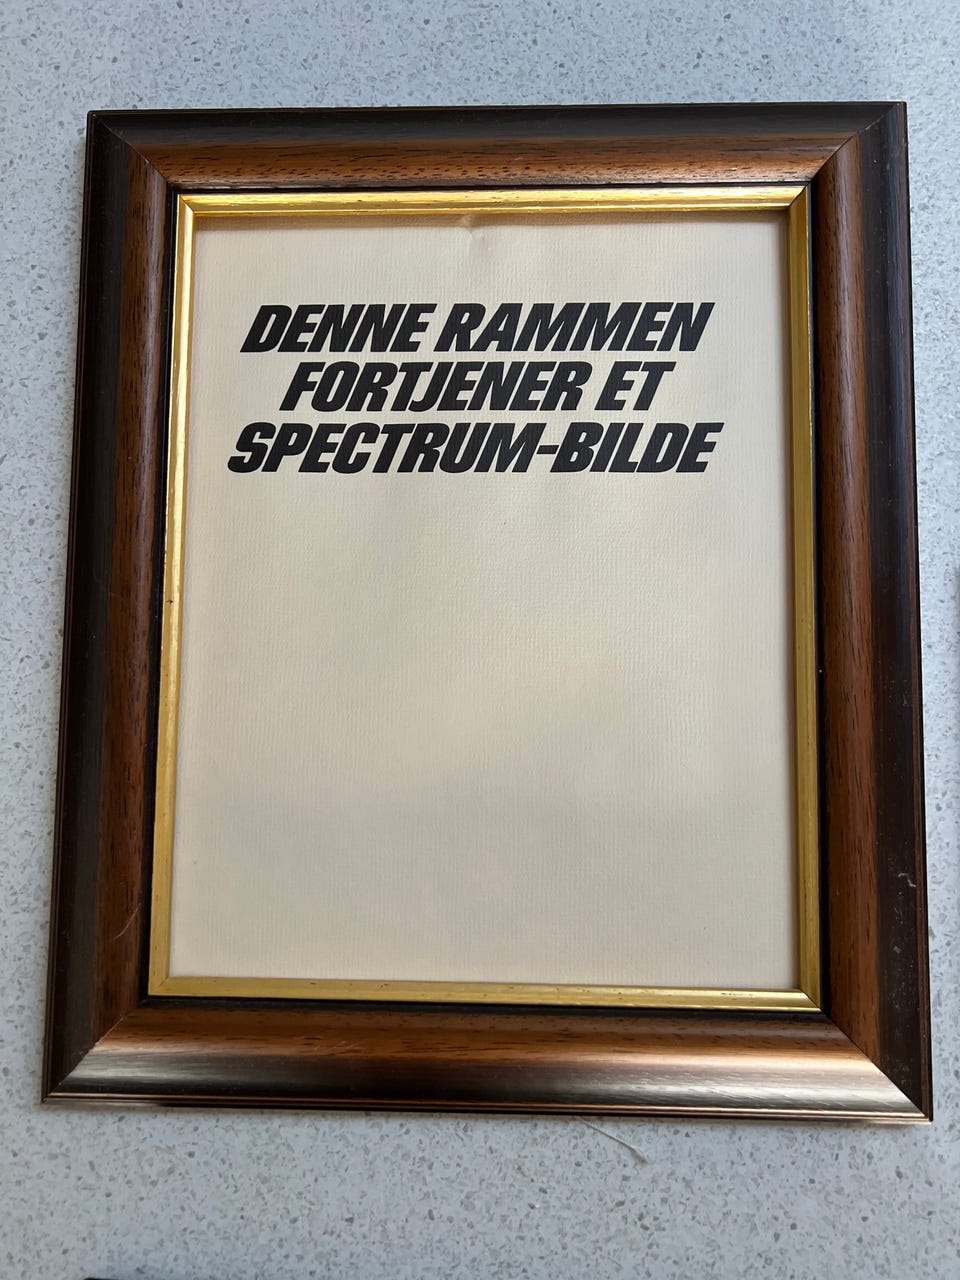 DENNE RAMMEN
FORTJENER ET
SPECTRUM-BILDE